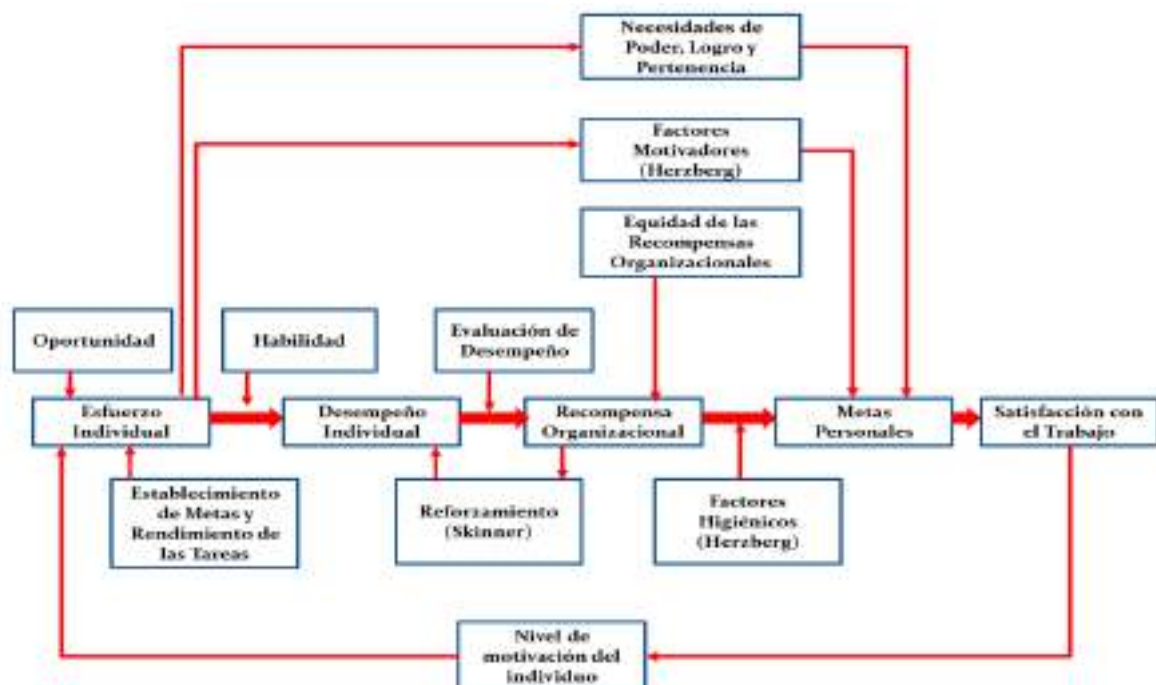 Necesidades de
Poder, Logro y
Pertenencia
Factores
Motivadores
(Herzberg)
Equidad de las
Recompensas
Organizacionales
Oportunidad
Habilidad
Evaluación de
Desempeño
Esfuerzo
Individual
Desempeño
Individual
Recompensa
Organizacional
Metas
Personales
Satisfacción con
el Trabajo
Establecimiento
de Metas y
Rendimiento de
las Tareas
Reforzamiento
(Skinner)
Factores
Higiénicos
(Herzberg)
Nivel de
motivación del
individuo